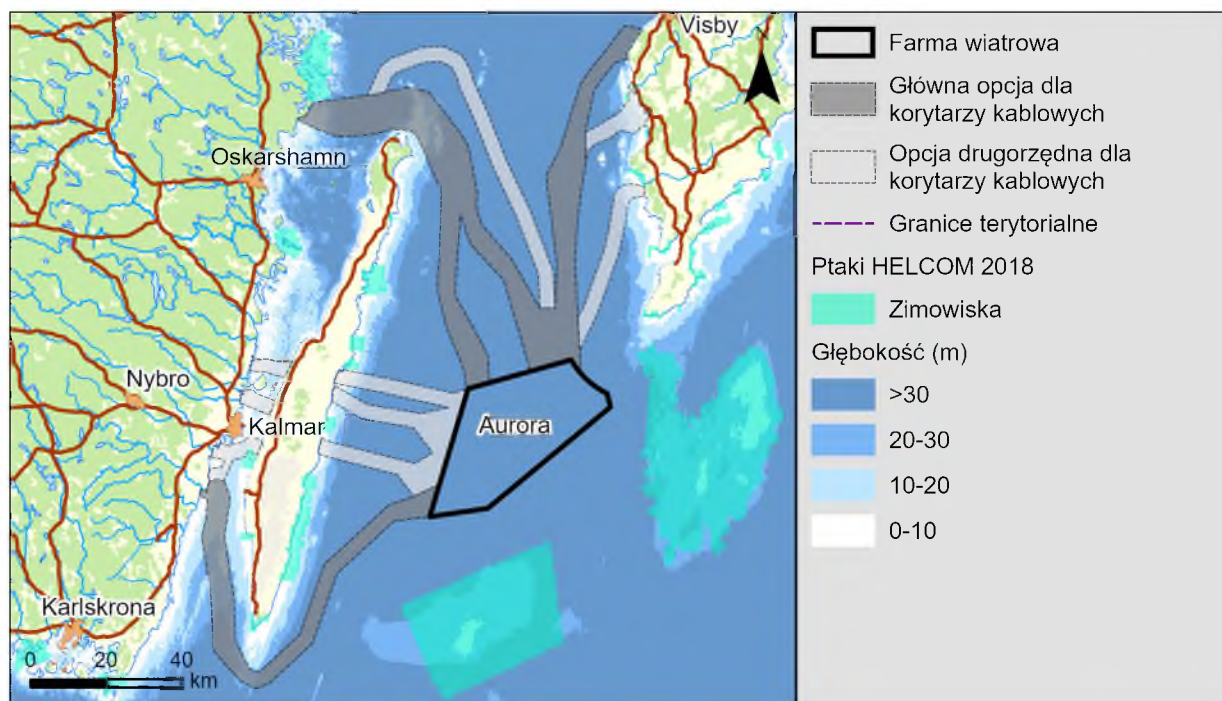 Visby
N
Oskarshamn
Nybro
Kalmar
Aurora
Karlskrona
0 20 40
km
Farma wiatrowa
Główna opcja dla
korytarzy kablowych
Opcja drugorzędna dla
korytarzy kablowych
Granice terytorialne
Ptaki HELCOM 2018
Zimowiska
Głębokość (m)
>30
20-30
10-20
0-10